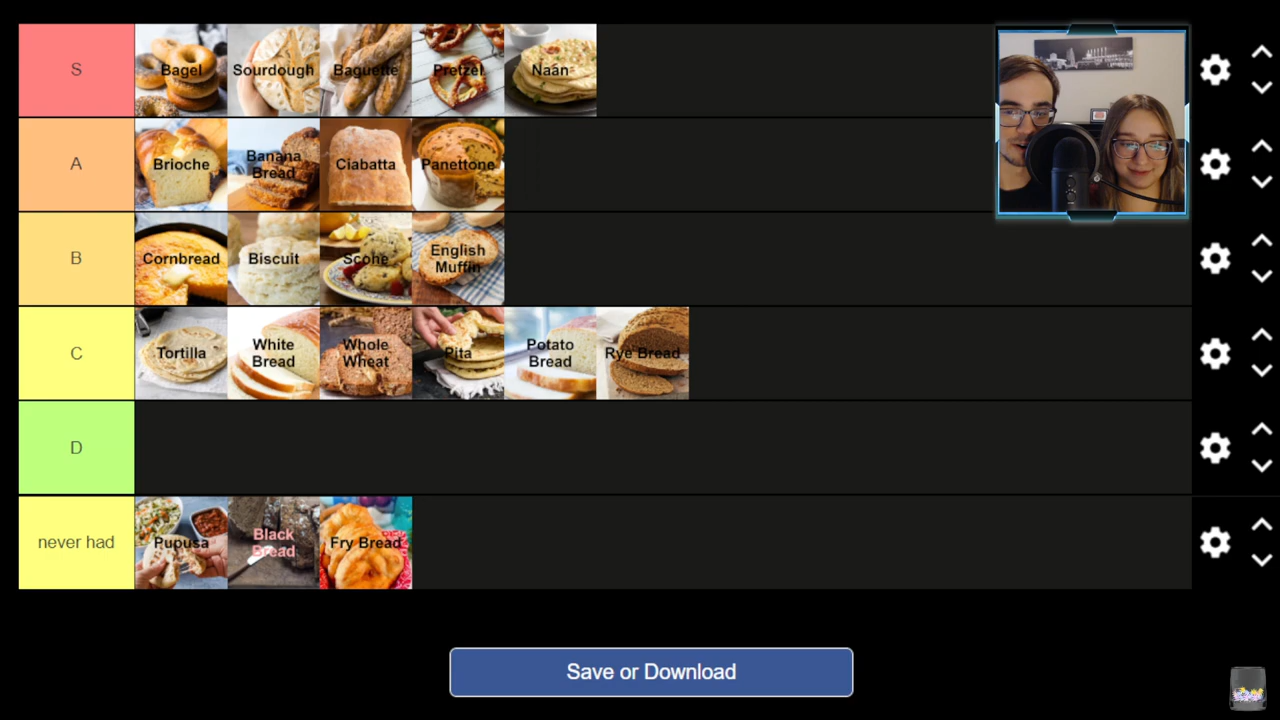 S
Bagel
Sourdough
Baguette
Pretzel
Naan
A
Brioche
Banana
Bread
Ciabatta
Panettone
B
Cornbread
Biscuit
Scone
English
Muffin
C
Tortilla
White
Bread
Whole
Wheat
Pita
Potato
Bread
Rye Bread
D
never had
Pupusa
Black
Bread
Fry Bread
Save or Download